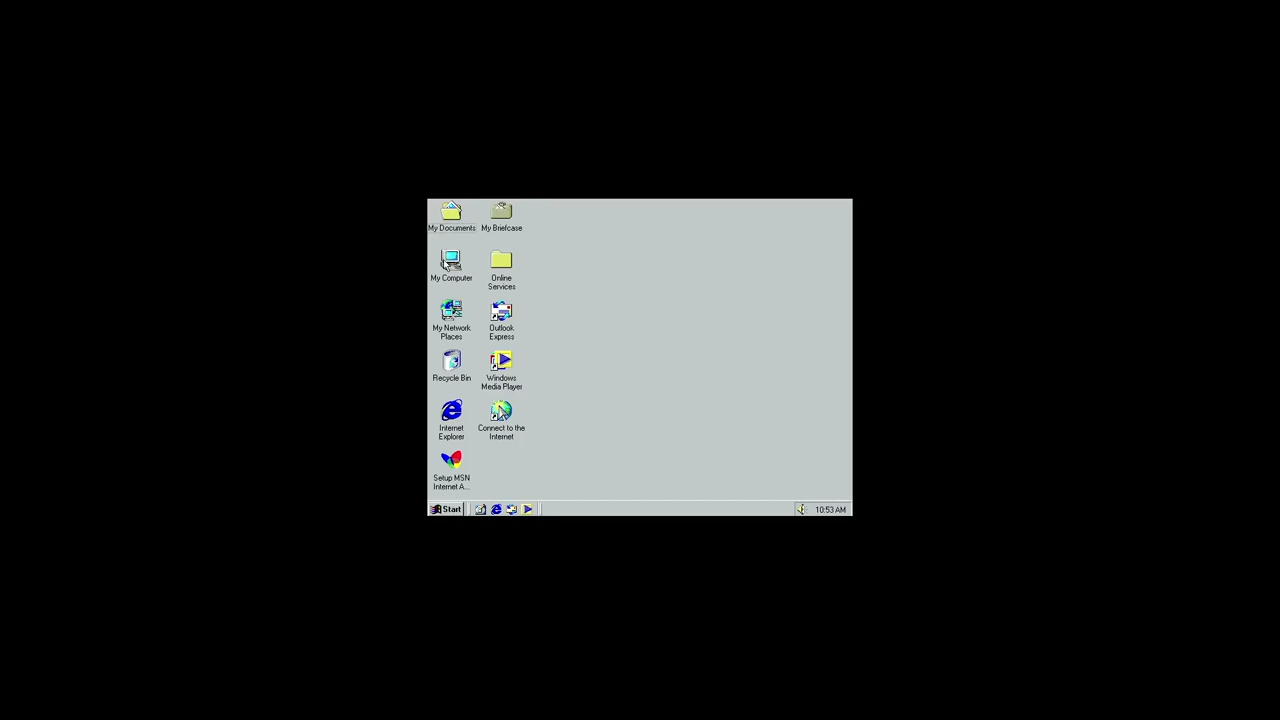 My Documents
My Briefcase
My Computer
Online
Services
My Network
Places
Outlook
Express
Recycle Bin
Windows
Media Player
Internet
Explorer
Connect to the
Internet
Setup MSN
Internet A...
Start
10:53 AM